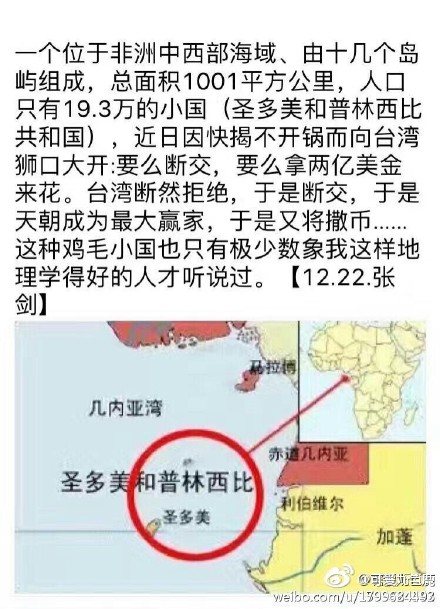 一个位于非洲中西部海域、由十几个岛
屿组成，总面积1001平方公里，人口
只有19.3万的小国（圣多美和普林西比
共和国），近日因快揭不开锅而向台湾
狮口大开:要么断交，要么拿两亿美金
来花。台湾断然拒绝，于是断交，于是
天朝成为最大赢家，于是又将撒币......
这种鸡毛小国也只有极少数象我这样地
理学得好的人才听说过。【12.22.张
剑】
马拉博
几内亚湾
赤道几内亚
圣多美和普林西比
圣多美
利伯维尔
加蓬
weibo.com/u/1799684493